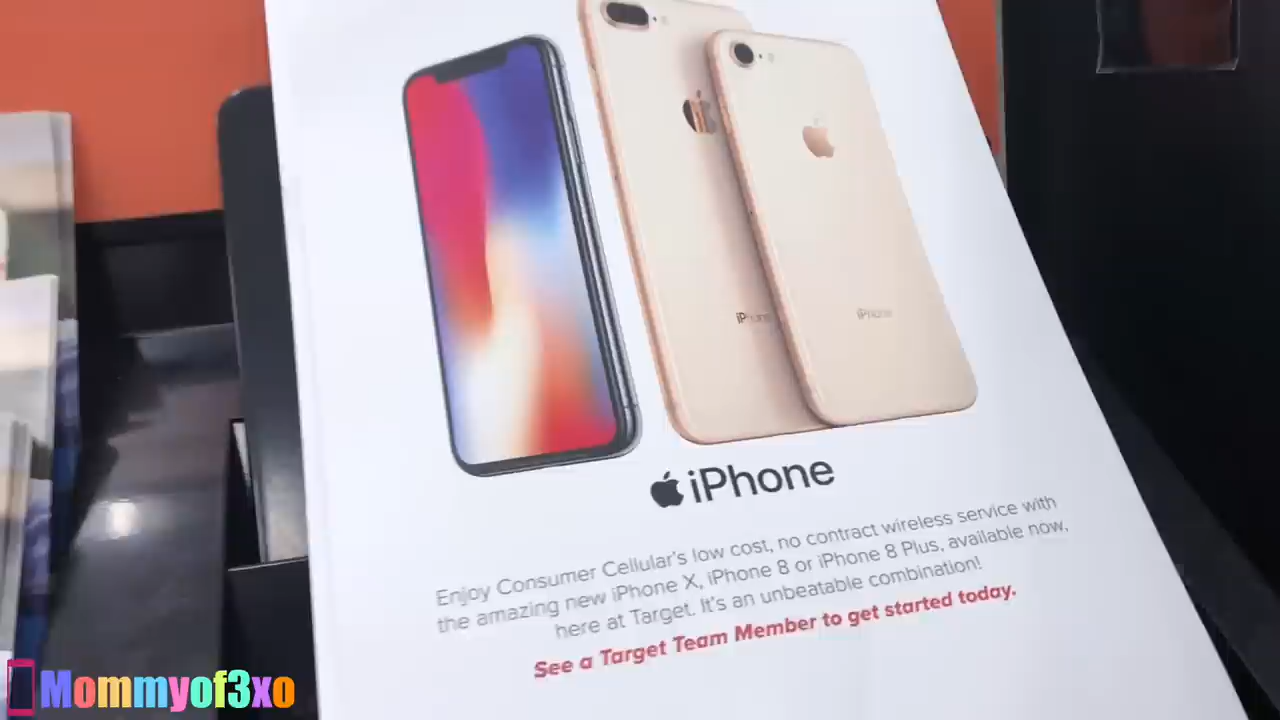 iPhone
iPhone
iPhone
Enjoy Consumer Cellular's low cost, no contract wireless service with
the amazing new iPhone X, iPhone 8 or iPhone 8 Plus, available now,
here at Target. It's an unbeatable combination!
See a Target Team Member to get started today.
Mommyof3xo